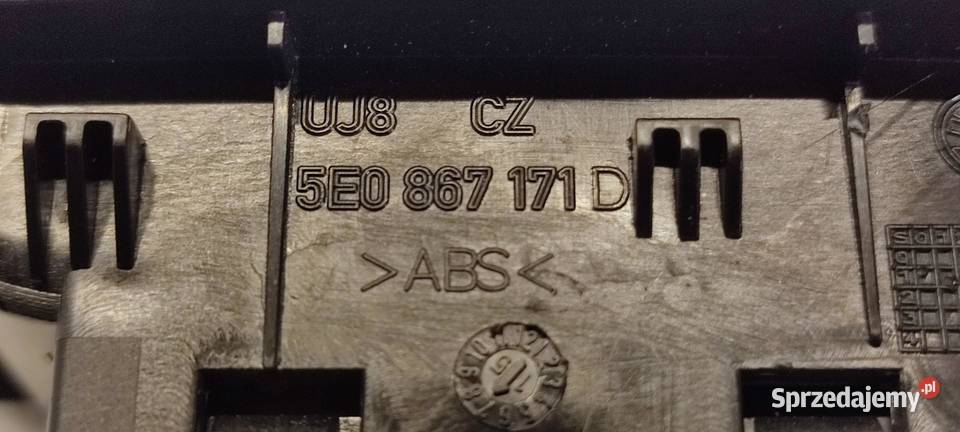 UJ8 CZ
5E0 867 171 D
>ABS<
Sprzedajemy.pl